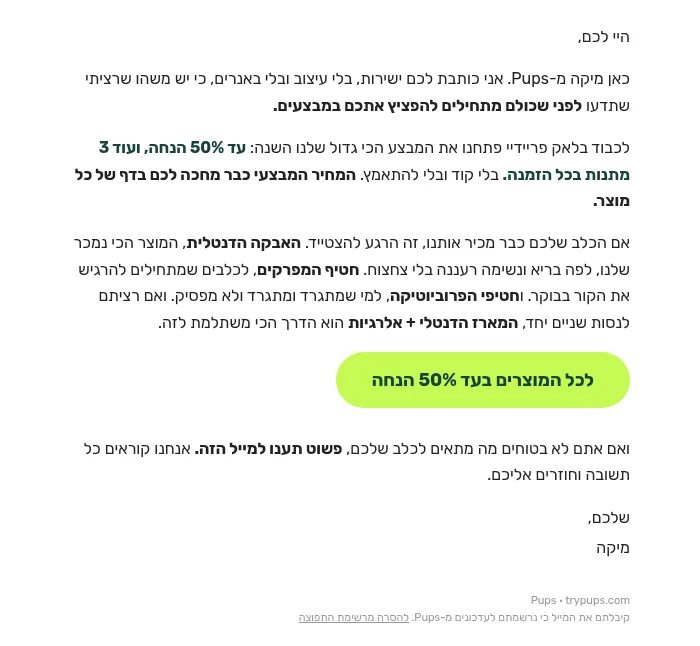 היי לכם,
כאן מיקה מ-Pups. אני כותבת לכם ישירות, בלי עיצוב ובלי באנרים, כי יש משהו שרציתי
שתדעו לפני שכולם מתחילים להפציץ אתכם במבצעים.
לכבוד בלאק פריידיי פתחנו את המבצע הכי גדול שלנו השנה: עד 50% הנחה, ועוד 3
מתנות בכל הזמנה. בלי קוד ובלי להתאמץ. המחיר המבצעי כבר מחכה לכם בדף של כל
מוצר.
אם הכלב שלכם כבר מכיר אותנו, זה הרגע להצטייד. האבקה הדנטלית, המוצר הכי נמכר
שלנו, לפה בריא ונשימה רעננה בלי צחצוח. חטיף המפרקים, לכלבים שמתחילים להרגיש
את הקור בבוקר. וחטיפי הפרוביוטיקה, למי שמתגרד ומתגרד ולא מפסיק. ואם רציתם
לנסות שניים יחד, המארז הדנטלי + אלרגיות הוא הדרך הכי משתלמת לזה.
לכל המוצרים בעד 50% הנחה
ואם אתם לא בטוחים מה מתאים לכלב שלכם, פשוט תענו למייל הזה. אנחנו קוראים כל
תשובה וחוזרים אליכם.
שלכם,
מיקה
Pups · trypups.com
קיבלתם את המייל כי נרשמתם לעדכונים מ-Pups. להסרה מרשימת התפוצה